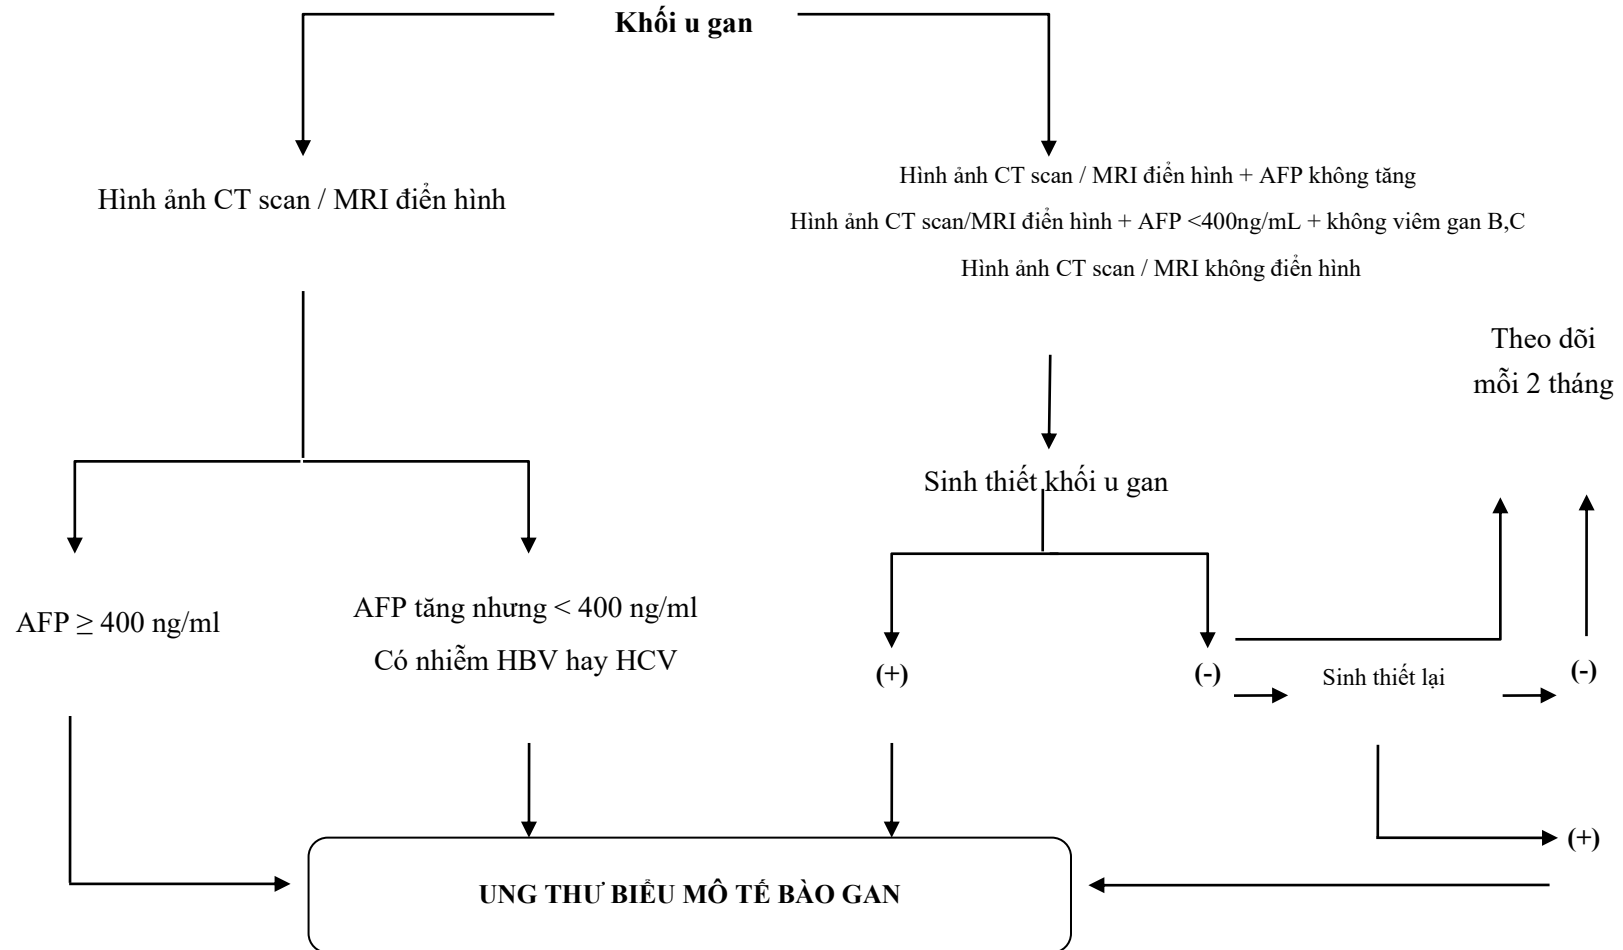 Khối u gan
Hình ảnh CT scan / MRI điển hình
Hình ảnh CT scan / MRI điển hình + AFP không tăng
Hình ảnh CT scan/MRI điển hình + AFP <400ng/mL + không viêm gan B,C
Hình ảnh CT scan / MRI không điển hình
Theo dõi
mỗi 2 tháng
Sinh thiết khối u gan
AFP ≥ 400 ng/ml
AFP tăng nhưng < 400 ng/ml
Có nhiễm HBV hay HCV
(+)
(-)
Sinh thiết lại
(-)
(+)
UNG THƯ BIỂU MÔ TẾ BÀO GAN